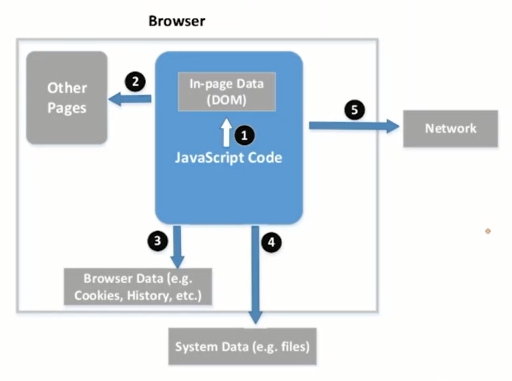 Browser
Other
Pages
2
In-page Data
(DOM)
1
JavaScript Code
5
Network
3
4
Browser Data (e.g.
Cookies, History, etc.)
System Data (e.g. files)